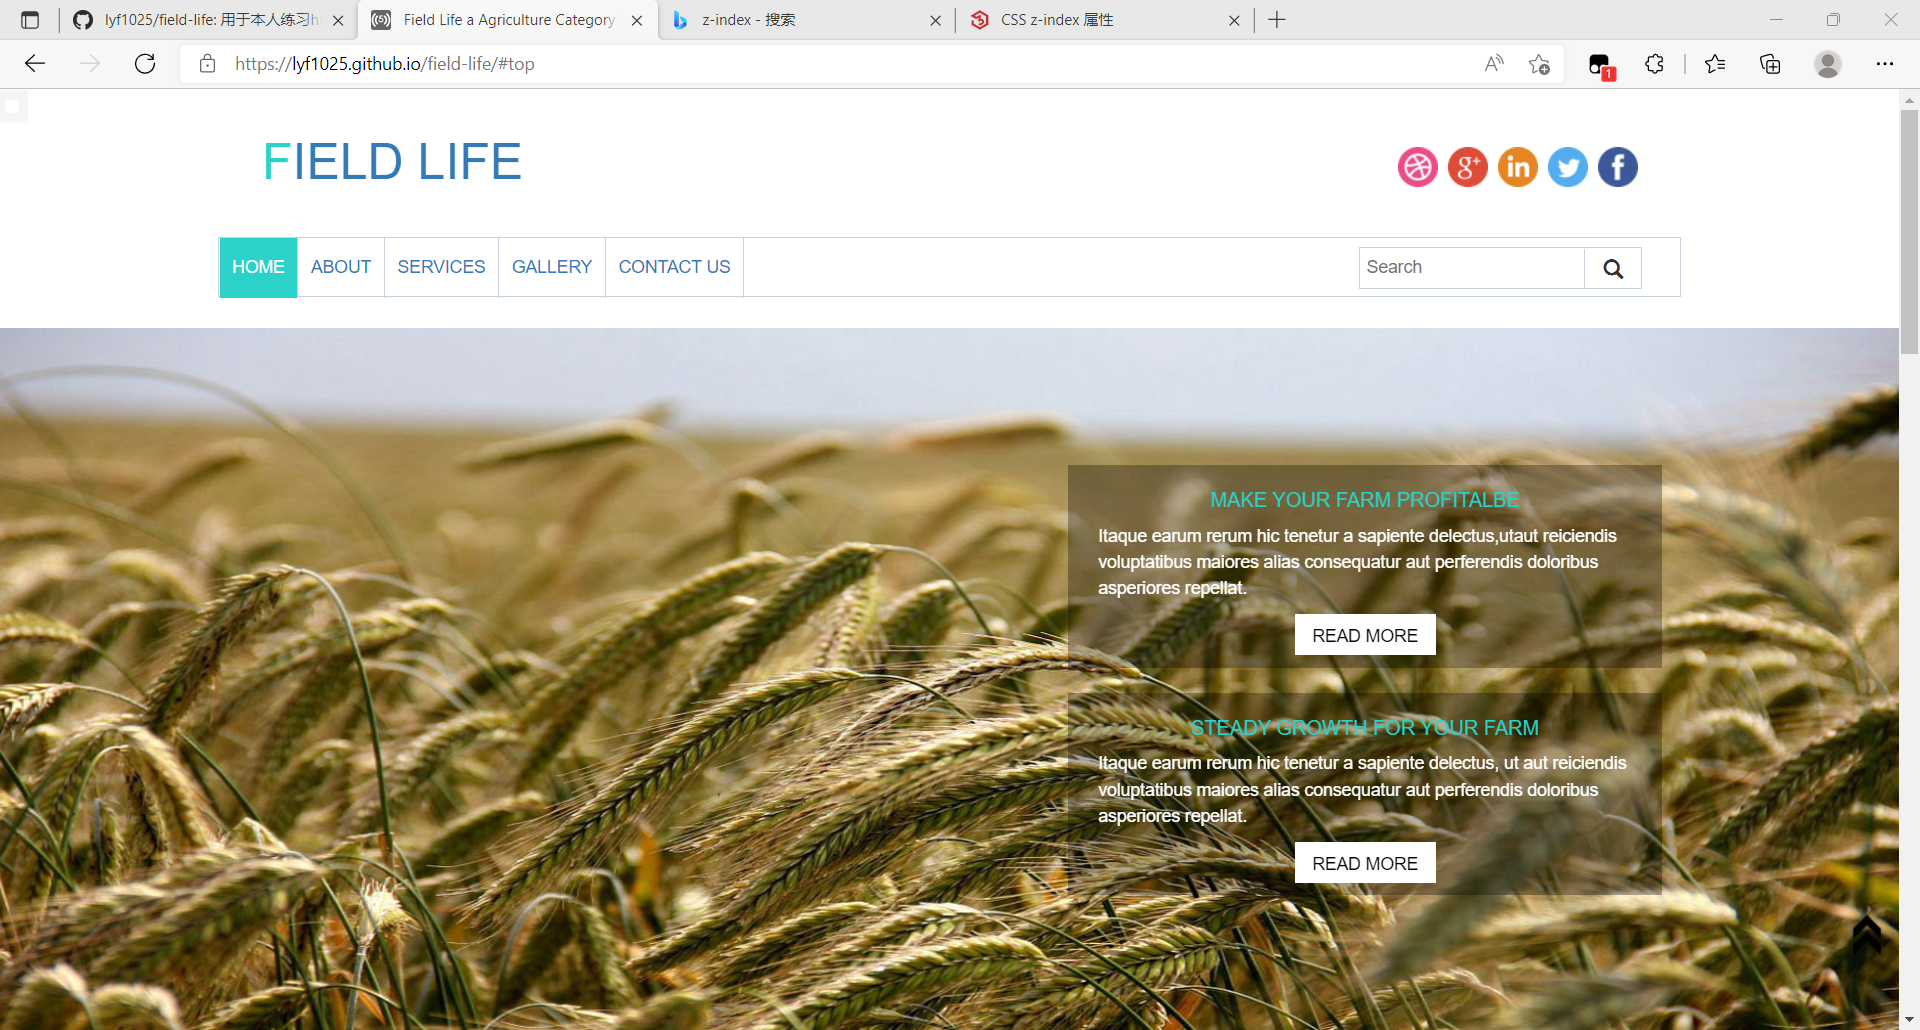 lyf1025/field-life: 用于本人练习h
Field Life a Agriculture Category
z-index - 搜索
CSS z-index 属性
https://lyf1025.github.io/field-life/#top
1
FIELD LIFE
HOME
ABOUT
SERVICES
GALLERY
CONTACT US
Search
MAKE YOUR FARM PROFITALBE
Itaque earum rerum hic tenetur a sapiente delectus,utaut reiciendis
voluptatibus maiores alias consequatur aut perferendis doloribus
asperiores repellat.
READ MORE
STEADY GROWTH FOR YOUR FARM
Itaque earum rerum hic tenetur a sapiente delectus, ut aut reiciendis
voluptatibus maiores alias consequatur aut perferendis doloribus
asperiores repellat.
READ MORE